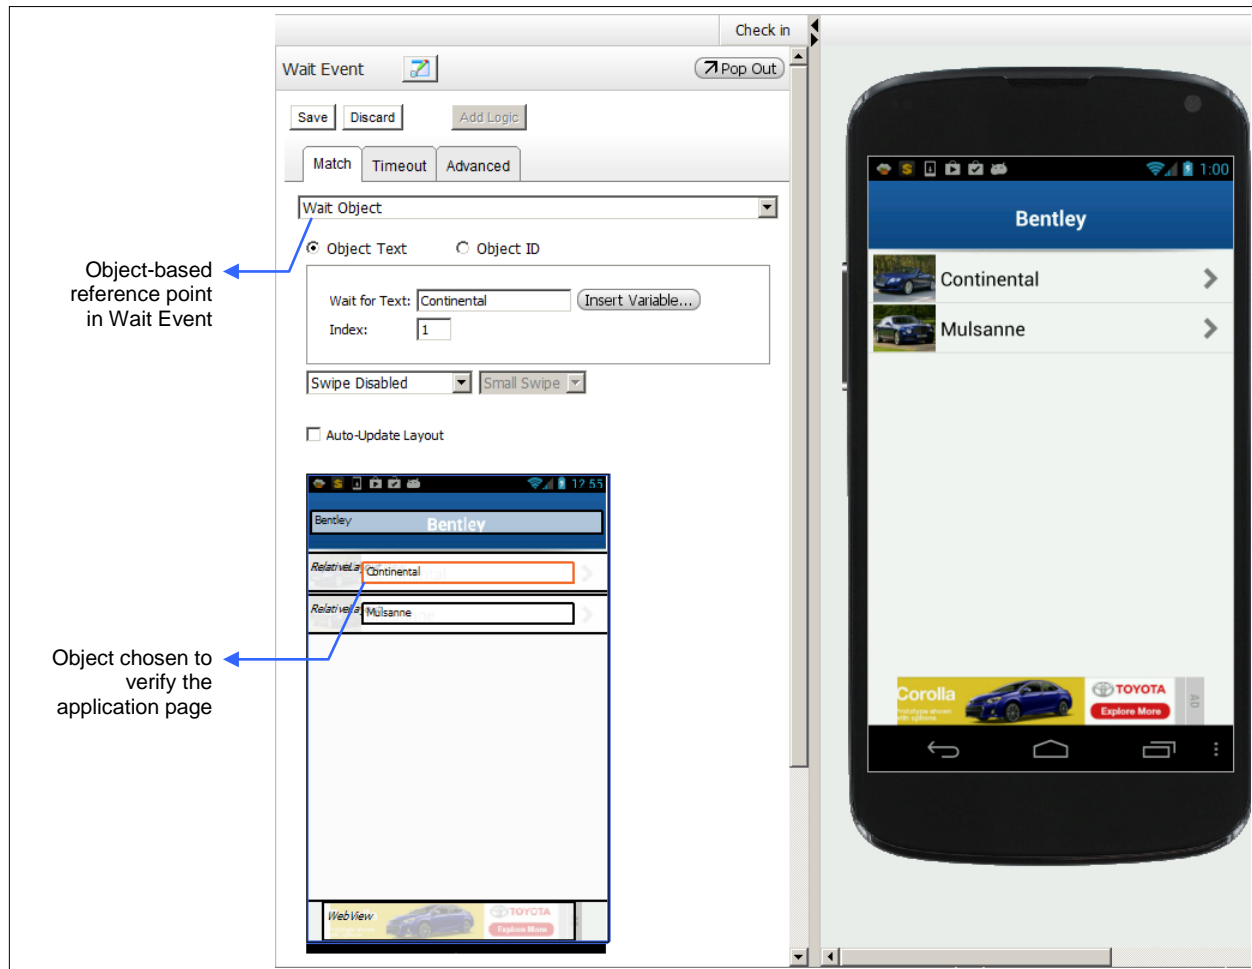 Check in
Wait Event
Pop Out
Save Discard Add Logic
Match Timeout Advanced
Wait Object
Object Text Object ID
Wait for Text: Continental Insert Variable...
Index: 1
Swipe Disabled Small Swipe
Auto-Update Layout
12:55
Bentley Bentley
Continental
Mulsanne
WebView
TOYOTA
Explore More
Object-based
reference point
in Wait Event
Object chosen to
verify the
application page
1:00
Bentley
Continental
Mulsanne
Corolla
TOYOTA
Explore More
AD